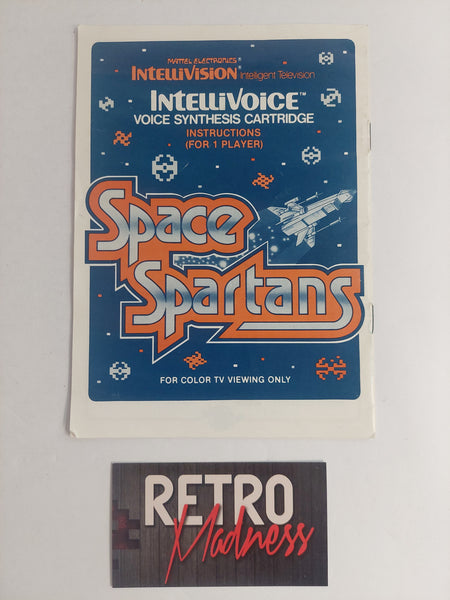 MATTEL ELECTRONICS®
INTELLIVISION Intelligent Television
INTELLIVOICE™
VOICE SYNTHESIS CARTRIDGE
INSTRUCTIONS
(FOR 1 PLAYER)
Space
Spartans
FOR COLOR TV VIEWING ONLY
RETRO
Madness